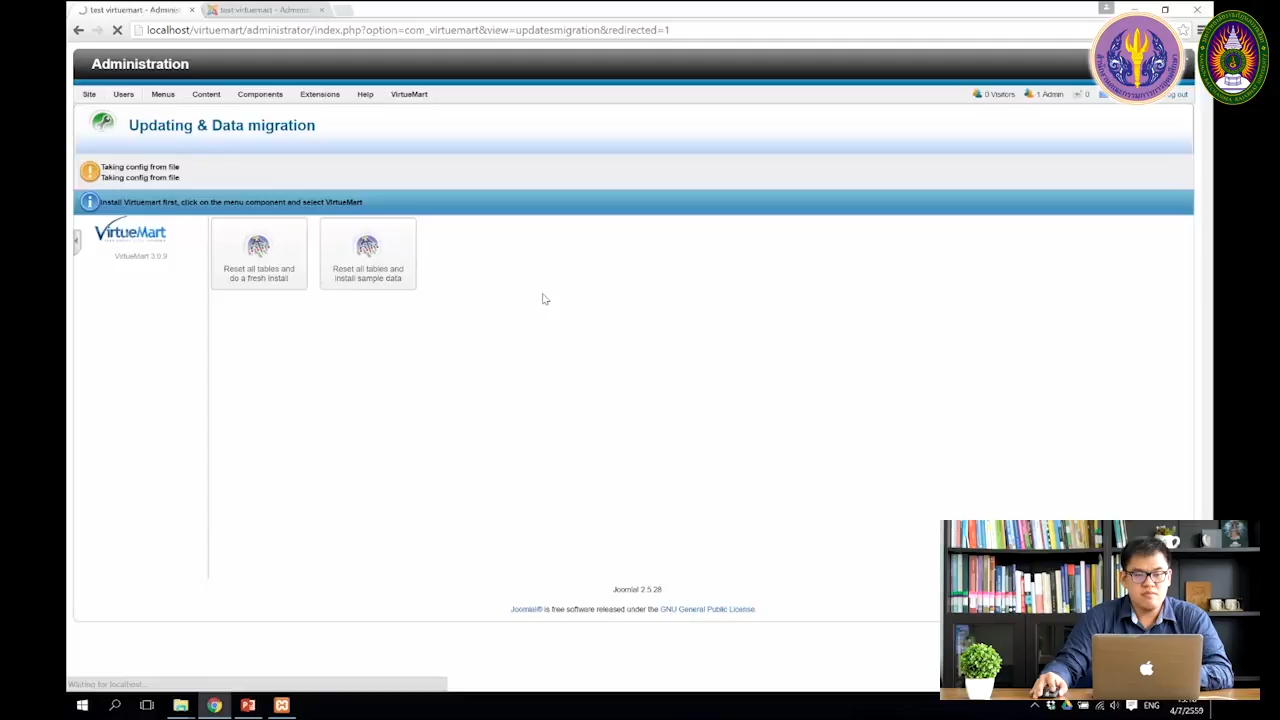 test virtuemart - Adminis
test virtuemart - Adminis
localhost/virtuemart/administrator/index.php?option=com_virtuemart&view=updatesmigration&redirected=1
Administration
Site Users Menus Content Components Extensions Help VirtueMart
0 Visitors 1 Admin 0 og out
Updating & Data migration
Taking config from file
Taking config from file
Install Virtuemart first, click on the menu component and select VirtueMart
VirtueMart
VirtueMart 3.0.9
Reset all tables and
do a fresh install
Reset all tables and
install sample data
Joomla! 2.5.28
Joomla!® is free software released under the GNU General Public License.
Waiting for localhost...
ENG
4/7/2559